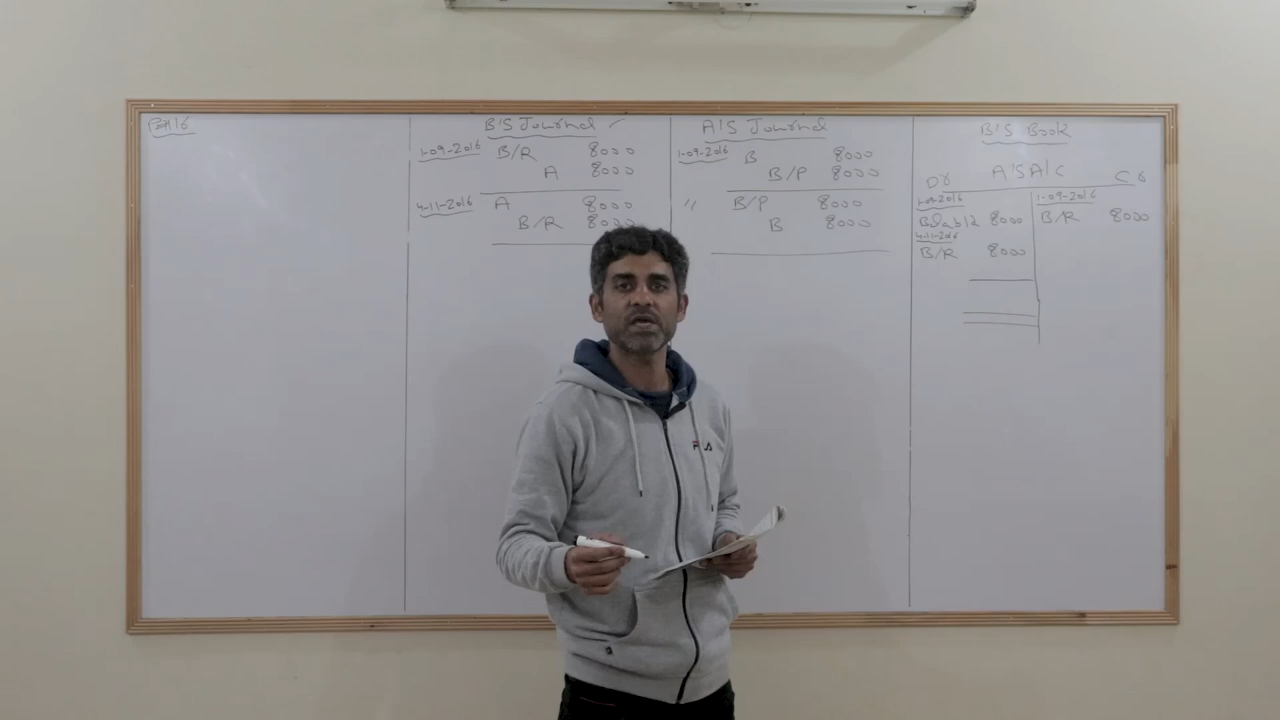 B'S Journal
1-09-2016 B/R 8000
A 8000
4-11-2016 A 8000
B/R 8000
A'S Journal
1-09-2016 B 8000
B/P 8000
" B/P 8000
B 8000
B'S Book
Dr A'S A/C Cr
1-09-2016 1-09-2016
8000 B/R 8000
4-11-2016
B/R 8000
FILA